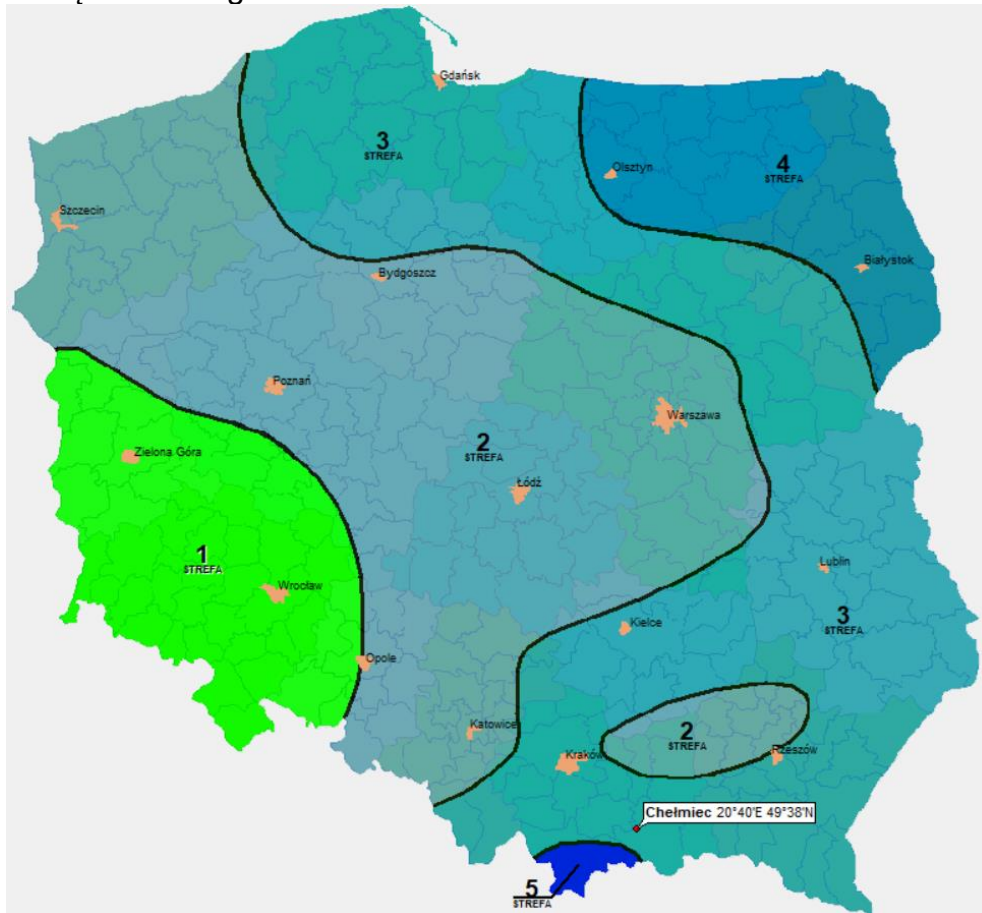 Gdańsk
3
STREFA
Olsztyn
4
STREFA
Szczecin
Białystok
Bydgoszcz
Poznań
Warszawa
Zielona Góra
2
STREFA
Łódź
1
STREFA
Wrocław
Lublin
3
STREFA
Kielce
Opole
Katowice
2
STREFA
Kraków
Rzeszów
Chełmiec 20°40'E 49°38'N
5
STREFA